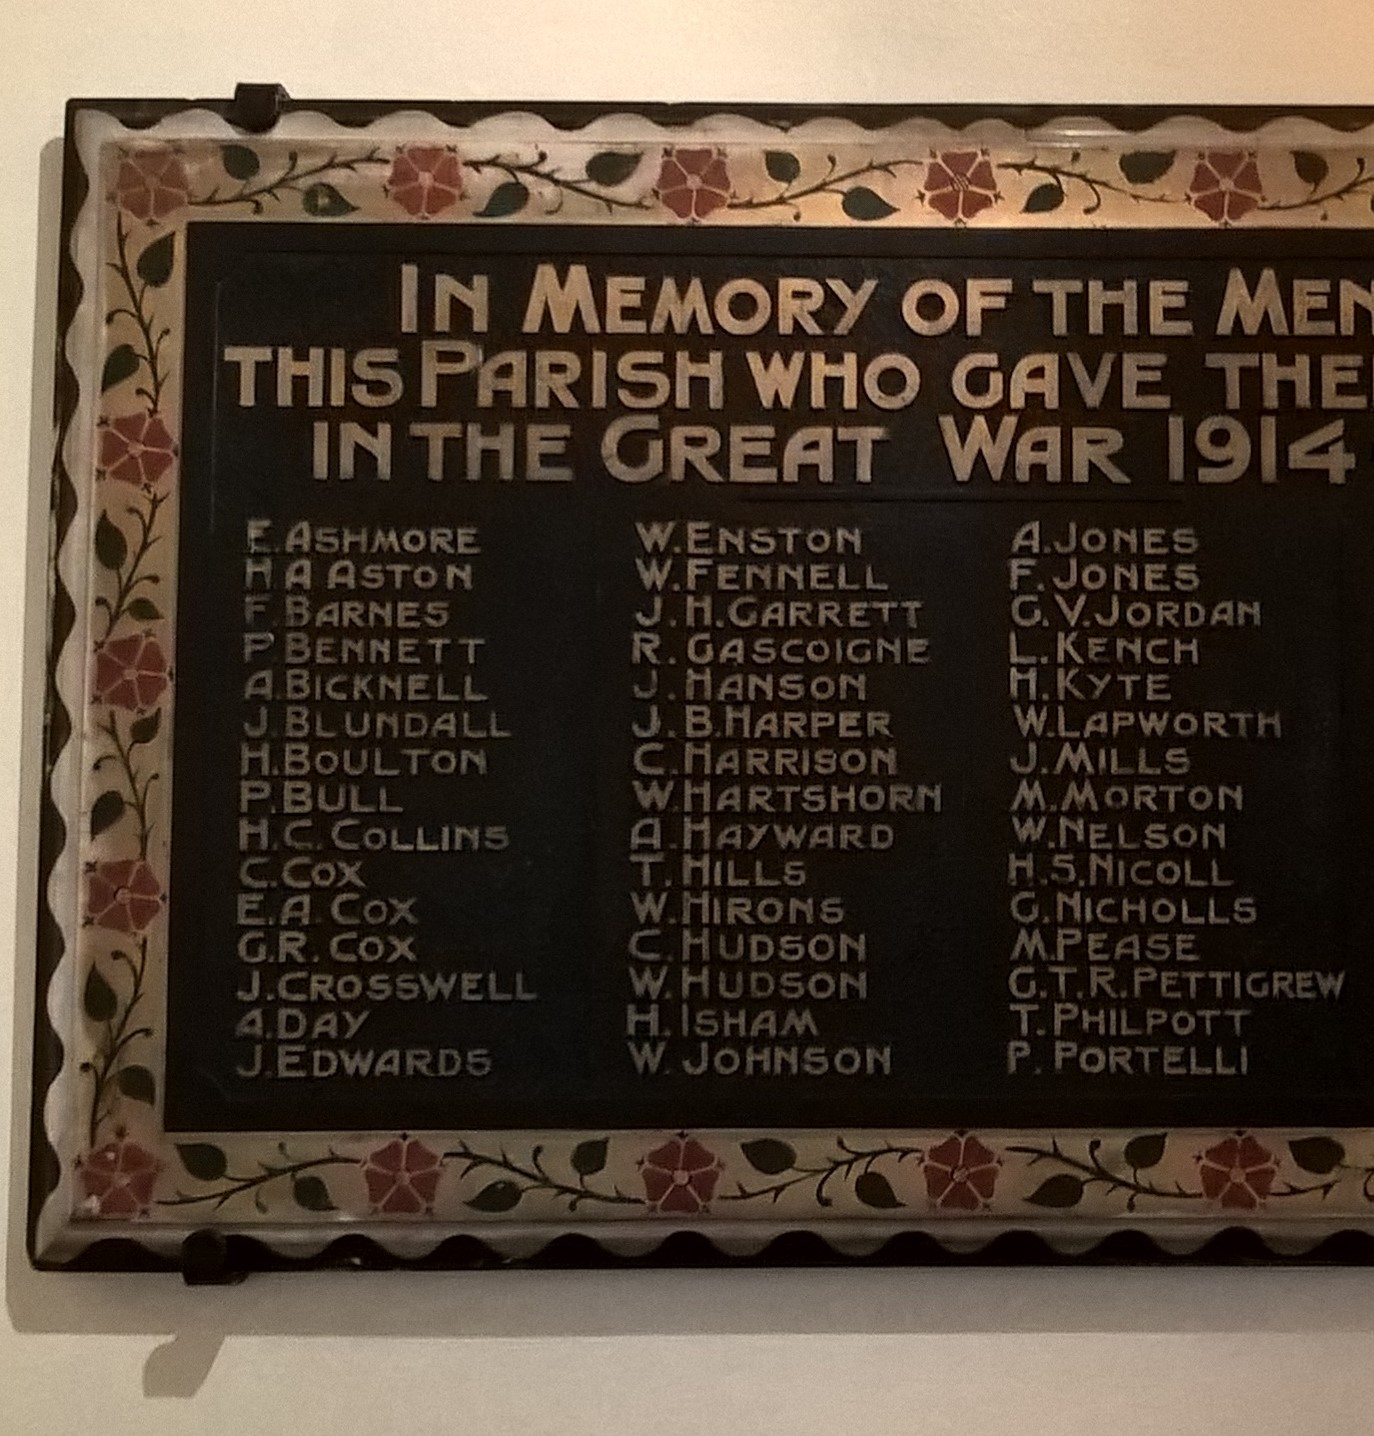 IN MEMORY OF THE MEN
THIS PARISH WHO GAVE THEI
IN THE GREAT WAR 1914
E. ASHMORE
H A ASTON
F. BARNES
P. BENNETT
A. BICKNELL
J. BLUNDALL
H. BOULTON
P. BULL
H. C. COLLINS
C. COX
E. A. COX
G. R. COX
J. CROSSWELL
A. DAY
J. EDWARDS
W. ENSTON
W. FENNELL
J. H. GARRETT
R. GASCOIGNE
J. HANSON
J. B. HARPER
C. HARRISON
W. HARTSHORN
A. HAYWARD
T. HILLS
W. HIRONS
C. HUDSON
W. HUDSON
H. ISHAM
W. JOHNSON
A. JONES
F. JONES
G. V. JORDAN
L. KENCH
H. KYTE
W. LAPWORTH
J. MILLS
M. MORTON
W. NELSON
H. S. NICOLL
G. NICHOLLS
M. PEASE
G. T. R. PETTIGREW
T. PHILPOTT
P. PORTELLI